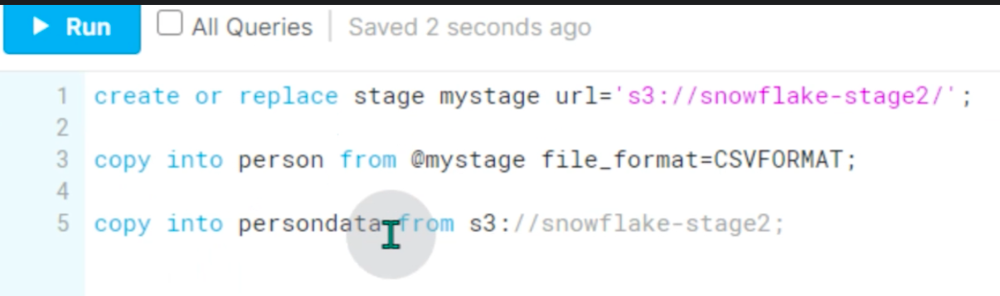 Run All Queries Saved 2 seconds ago
1 create or replace stage mystage url='s3://snowflake-stage2/';
2
3 copy into person from @mystage file_format=CSVFORMAT;
4
5 copy into persondata from s3://snowflake-stage2;